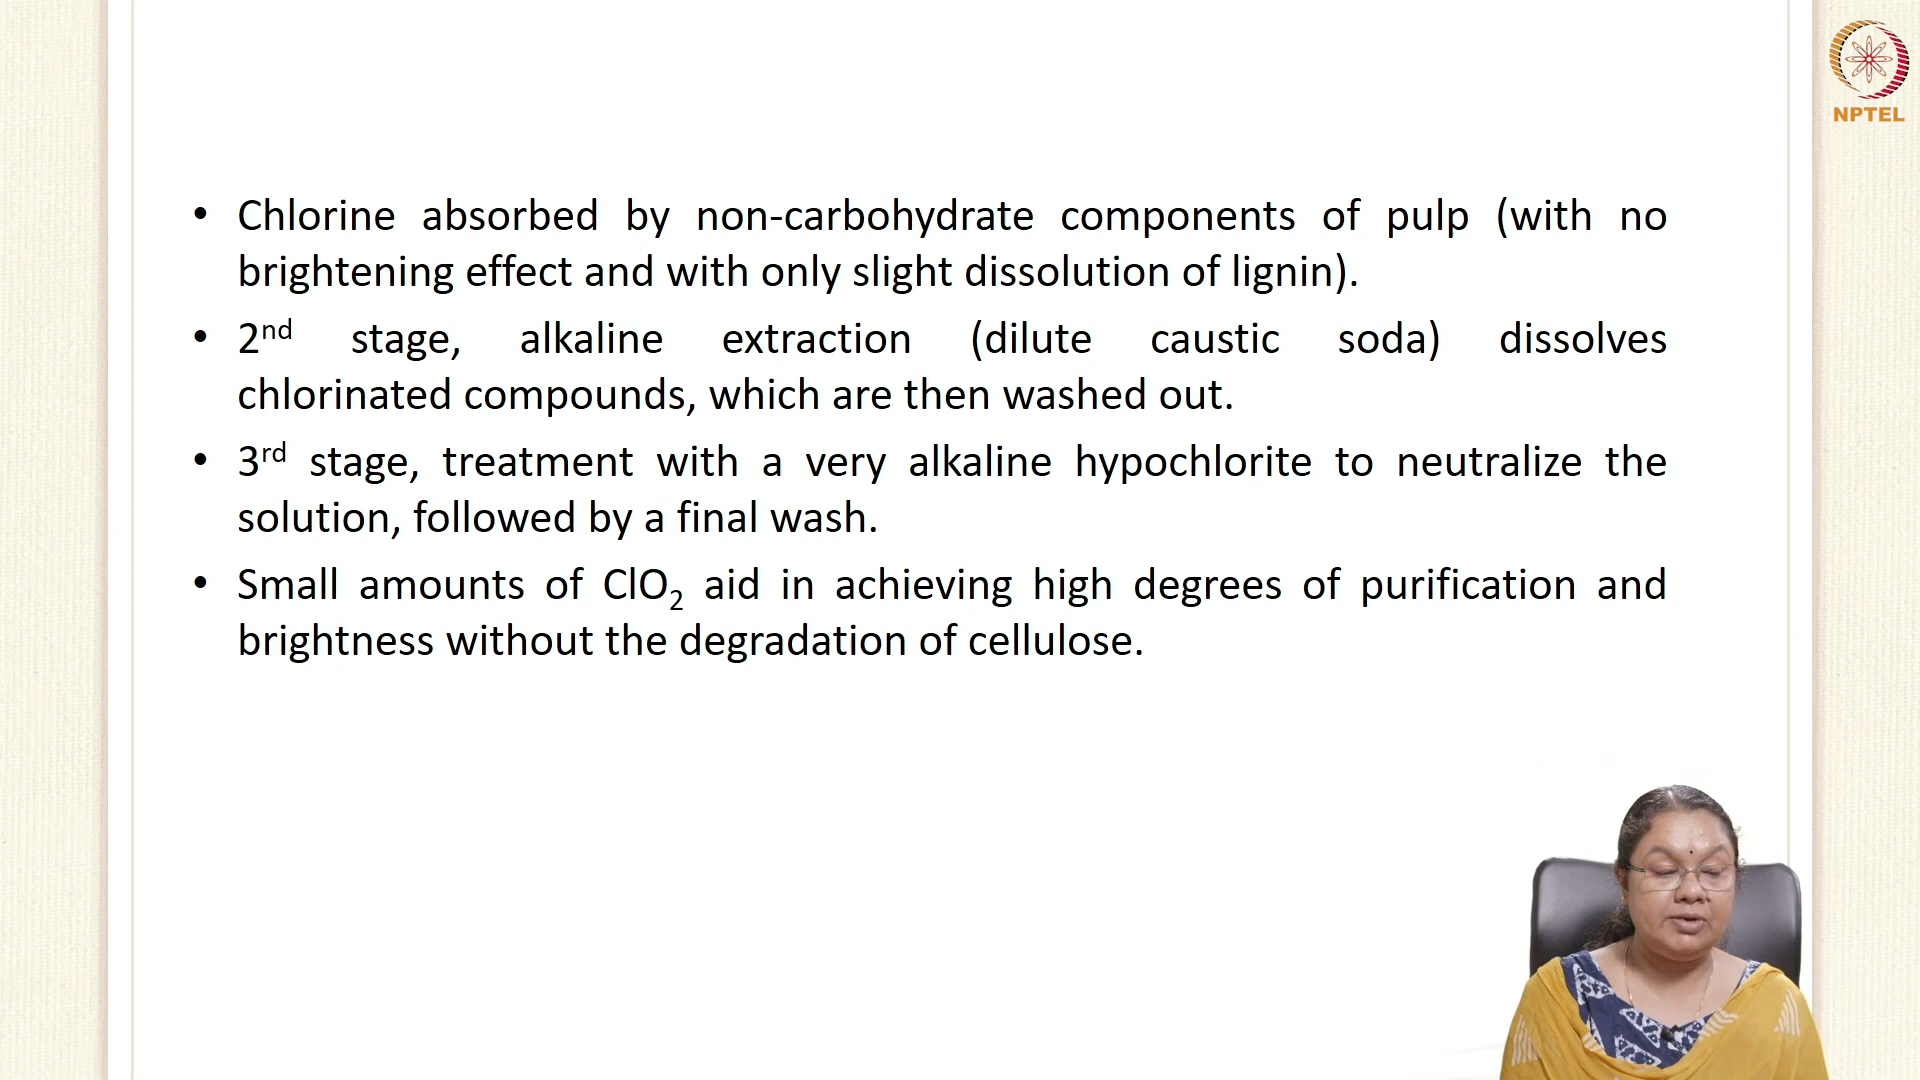 NPTEL
• Chlorine absorbed by non-carbohydrate components of pulp (with no
brightening effect and with only slight dissolution of lignin).
• 2nd stage, alkaline extraction (dilute caustic soda) dissolves
chlorinated compounds, which are then washed out.
• 3rd stage, treatment with a very alkaline hypochlorite to neutralize the
solution, followed by a final wash.
• Small amounts of ClO₂ aid in achieving high degrees of purification and
brightness without the degradation of cellulose.